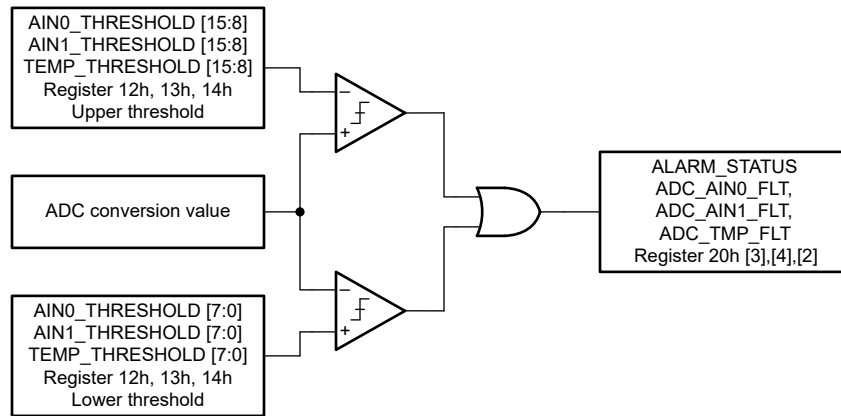 AIN0_THRESHOLD [15:8]
AIN1_THRESHOLD [15:8]
TEMP_THRESHOLD [15:8]
Register 12h, 13h, 14h
Upper threshold
−
+
ADC conversion value
ALARM_STATUS
ADC_AIN0_FLT,
ADC_AIN1_FLT,
ADC_TMP_FLT
Register 20h [3],[4],[2]
−
+
AIN0_THRESHOLD [7:0]
AIN1_THRESHOLD [7:0]
TEMP_THRESHOLD [7:0]
Register 12h, 13h, 14h
Lower threshold